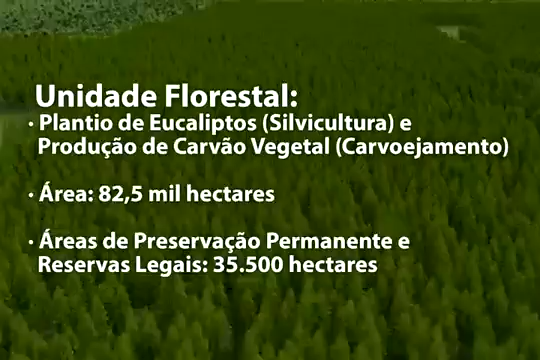 Unidade Florestal:
• Plantio de Eucaliptos (Silvicultura) e
Produção de Carvão Vegetal (Carvoejamento)
• Área: 82,5 mil hectares
• Áreas de Preservação Permanente e
Reservas Legais: 35.500 hectares